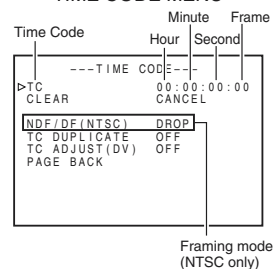 TIME CODE MENU
Minute Frame
Time Code
Hour Second
---TIME CODE---
TC 00:00:00:00
CLEAR CANCEL
NDF/DF(NTSC) DROP
TC DUPLICATE OFF
TC ADJUST(DV) OFF
PAGE BACK
Framing mode
(NTSC only)